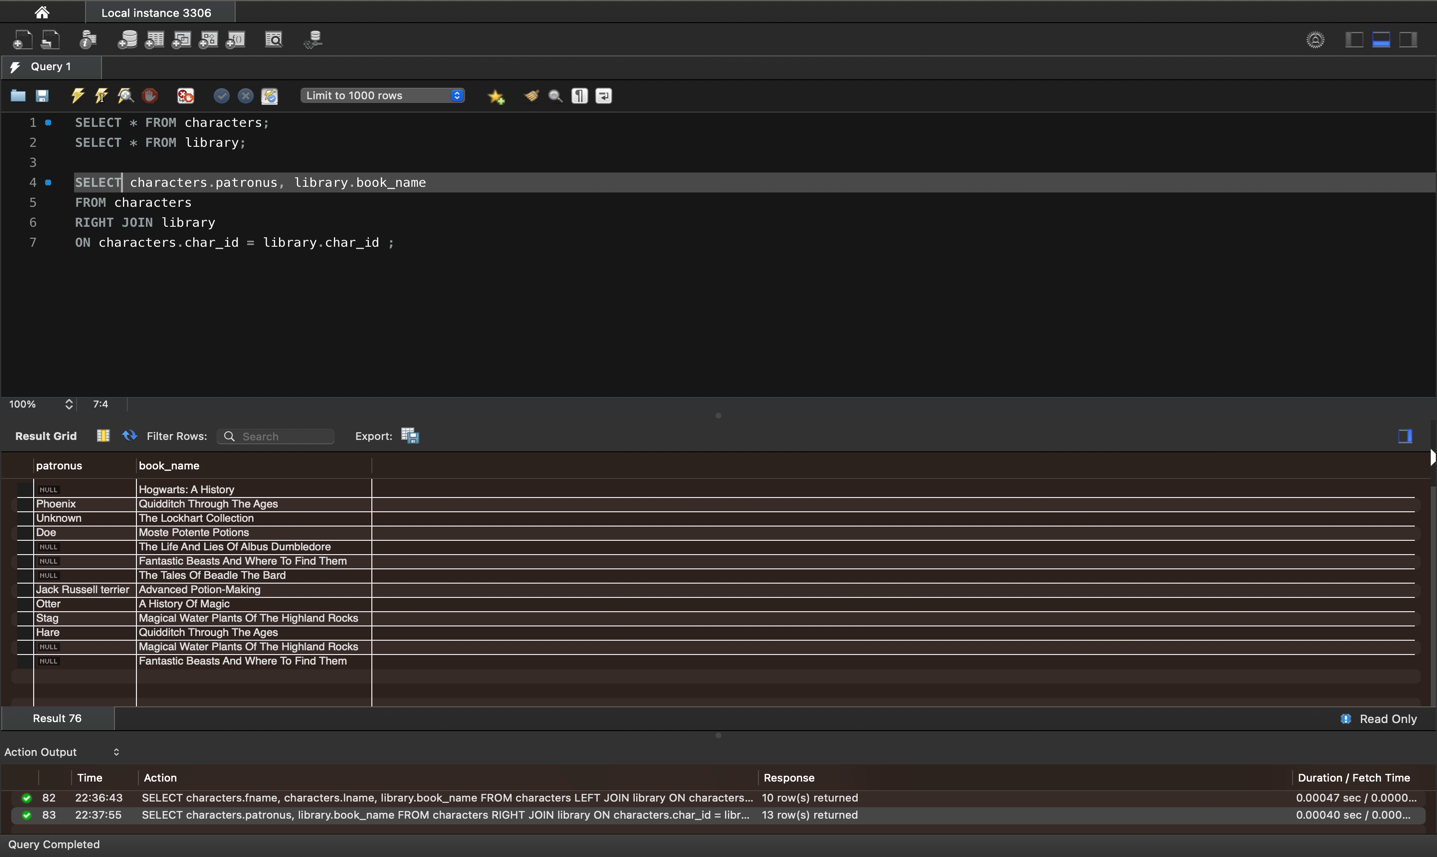 Local instance 3306
Query 1
Limit to 1000 rows
1 SELECT * FROM characters;
2 SELECT * FROM library;
3
4 SELECT characters.patronus, library.book_name
5 FROM characters
6 RIGHT JOIN library
7 ON characters.char_id = library.char_id ;
100% 7:4
Result Grid Filter Rows: Search Export:
patronus book_name
NULL Hogwarts: A History
Phoenix Quidditch Through The Ages
Unknown The Lockhart Collection
Doe Moste Potente Potions
NULL The Life And Lies Of Albus Dumbledore
NULL Fantastic Beasts And Where To Find Them
NULL The Tales Of Beadle The Bard
Jack Russell terrier Advanced Potion-Making
Otter A History Of Magic
Stag Magical Water Plants Of The Highland Rocks
Hare Quidditch Through The Ages
NULL Magical Water Plants Of The Highland Rocks
NULL Fantastic Beasts And Where To Find Them
Result 76 Read Only
Action Output
Time Action Response Duration / Fetch Time
82 22:36:43 SELECT characters.fname, characters.lname, library.book_name FROM characters LEFT JOIN library ON characters... 10 row(s) returned 0.00047 sec / 0.0000...
83 22:37:55 SELECT characters.patronus, library.book_name FROM characters RIGHT JOIN library ON characters.char_id = libr... 13 row(s) returned 0.00040 sec / 0.000...
Query Completed